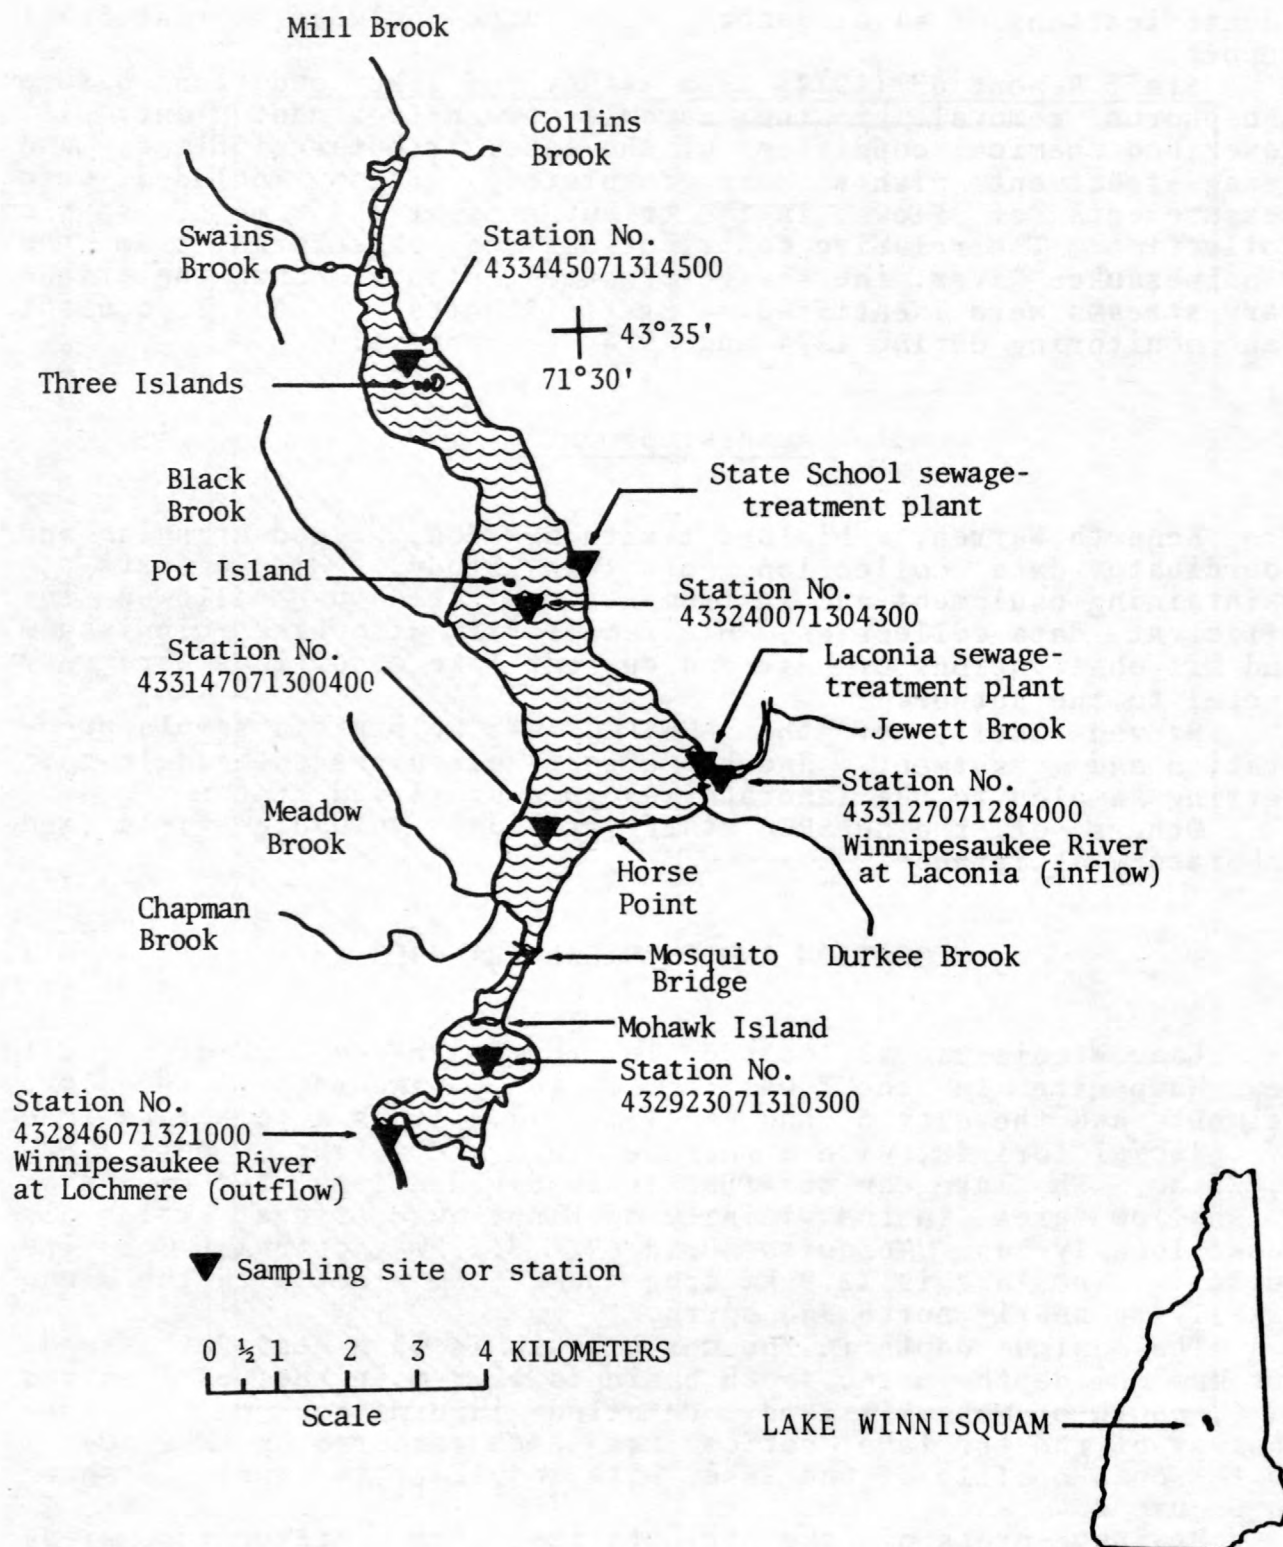 Mill Brook
Collins
Brook
Swains
Brook
Station No.
433445071314500
43°35'
71°30'
Three Islands
Black
Brook
State School sewage-
treatment plant
Pot Island
Station No.
433240071304300
Station No.
433147071300400
Laconia sewage-
treatment plant
Jewett Brook
Station No.
433127071284000
Winnipesaukee River
at Laconia (inflow)
Meadow
Brook
Horse
Point
Chapman
Brook
Mosquito
Bridge
Durkee Brook
Mohawk Island
Station No.
432923071310300
Station No.
432846071321000
Winnipesaukee River
at Lochmere (outflow)
Sampling site or station
0 ½ 1 2 3 4 KILOMETERS
Scale
LAKE WINNISQUAM